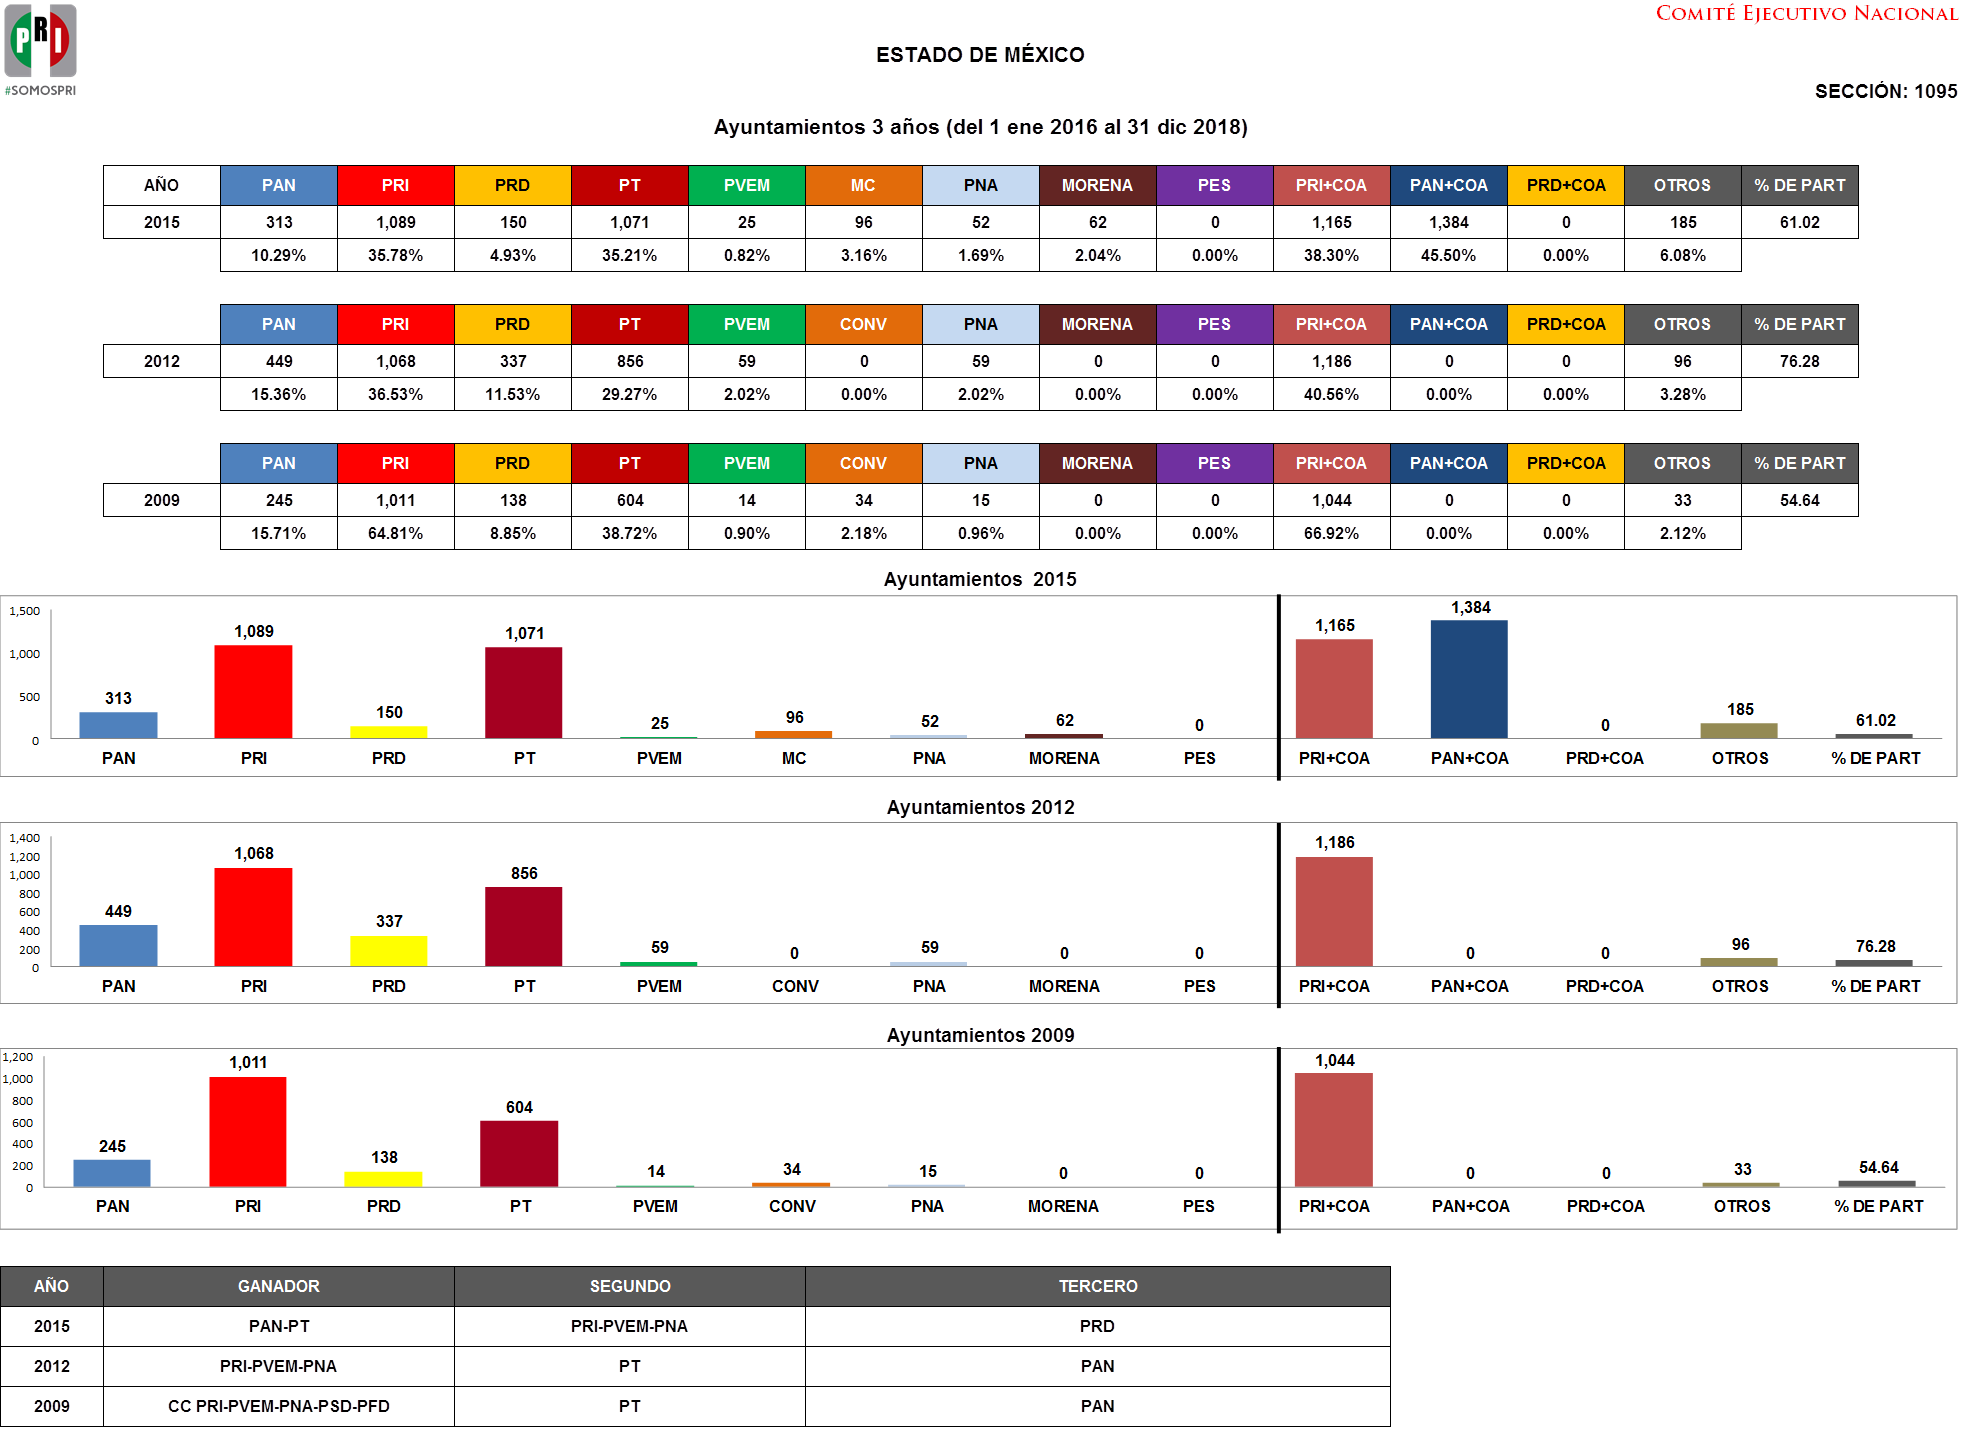 PRI
#SOMOSPRI
COMITÉ EJECUTIVO NACIONAL
ESTADO DE MÉXICO
SECCIÓN: 1095
Ayuntamientos 3 años (del 1 ene 2016 al 31 dic 2018)
AÑO PAN PRI PRD PT PVEM MC PNA MORENA PES PRI+COA PAN+COA PRD+COA OTROS % DE PART
2015 313 1,089 150 1,071 25 96 52 62 0 1,165 1,384 0 185 61.02
10.29% 35.78% 4.93% 35.21% 0.82% 3.16% 1.69% 2.04% 0.00% 38.30% 45.50% 0.00% 6.08%
PAN PRI PRD PT PVEM CONV PNA MORENA PES PRI+COA PAN+COA PRD+COA OTROS % DE PART
2012 449 1,068 337 856 59 0 59 0 0 1,186 0 0 96 76.28
15.36% 36.53% 11.53% 29.27% 2.02% 0.00% 2.02% 0.00% 0.00% 40.56% 0.00% 0.00% 3.28%
PAN PRI PRD PT PVEM CONV PNA MORENA PES PRI+COA PAN+COA PRD+COA OTROS % DE PART
2009 245 1,011 138 604 14 34 15 0 0 1,044 0 0 33 54.64
15.71% 64.81% 8.85% 38.72% 0.90% 2.18% 0.96% 0.00% 0.00% 66.92% 0.00% 0.00% 2.12%
Ayuntamientos 2015
1,500
1,000
500
0
313 1,089 150 1,071 25 96 52 62 0 1,165 1,384 0 185 61.02
PAN PRI PRD PT PVEM MC PNA MORENA PES PRI+COA PAN+COA PRD+COA OTROS % DE PART
Ayuntamientos 2012
1,400
1,200
1,000
800
600
400
200
0
449 1,068 337 856 59 0 59 0 0 1,186 0 0 96 76.28
PAN PRI PRD PT PVEM CONV PNA MORENA PES PRI+COA PAN+COA PRD+COA OTROS % DE PART
Ayuntamientos 2009
1,200
1,000
800
600
400
200
0
245 1,011 138 604 14 34 15 0 0 1,044 0 0 33 54.64
PAN PRI PRD PT PVEM CONV PNA MORENA PES PRI+COA PAN+COA PRD+COA OTROS % DE PART
AÑO GANADOR SEGUNDO TERCERO
2015 PAN-PT PRI-PVEM-PNA PRD
2012 PRI-PVEM-PNA PT PAN
2009 CC PRI-PVEM-PNA-PSD-PFD PT PAN